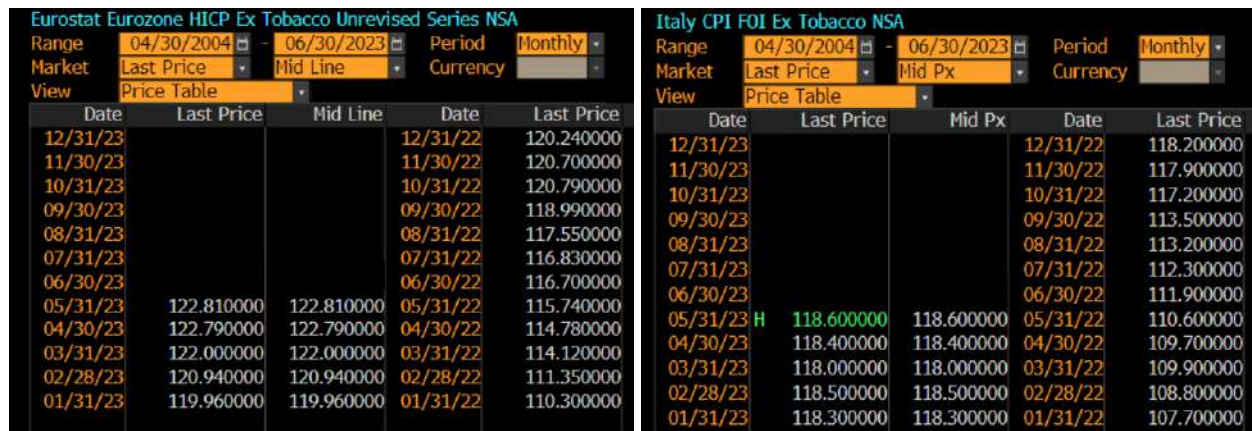 Eurostat Eurozone HICP Ex Tobacco Unrevised Series NSA
Range 04/30/2004 - 06/30/2023 Period Monthly
Market Last Price Mid Line Currency
View Price Table
Date Last Price Mid Line Date Last Price
12/31/23 12/31/22 120.240000
11/30/23 11/30/22 120.700000
10/31/23 10/31/22 120.790000
09/30/23 09/30/22 118.990000
08/31/23 08/31/22 117.550000
07/31/23 07/31/22 116.830000
06/30/23 06/30/22 116.700000
05/31/23 122.810000 122.810000 05/31/22 115.740000
04/30/23 122.790000 122.790000 04/30/22 114.780000
03/31/23 122.000000 122.000000 03/31/22 114.120000
02/28/23 120.940000 120.940000 02/28/22 111.350000
01/31/23 119.960000 119.960000 01/31/22 110.300000
Italy CPI FOI Ex Tobacco NSA
Range 04/30/2004 - 06/30/2023 Period Monthly
Market Last Price Mid Px Currency
View Price Table
Date Last Price Mid Px Date Last Price
12/31/23 12/31/22 118.200000
11/30/23 11/30/22 117.900000
10/31/23 10/31/22 117.200000
09/30/23 09/30/22 113.500000
08/31/23 08/31/22 113.200000
07/31/23 07/31/22 112.300000
06/30/23 06/30/22 111.900000
05/31/23 H 118.600000 118.600000 05/31/22 110.600000
04/30/23 118.400000 118.400000 04/30/22 109.700000
03/31/23 118.000000 118.000000 03/31/22 109.900000
02/28/23 118.500000 118.500000 02/28/22 108.800000
01/31/23 118.300000 118.300000 01/31/22 107.700000